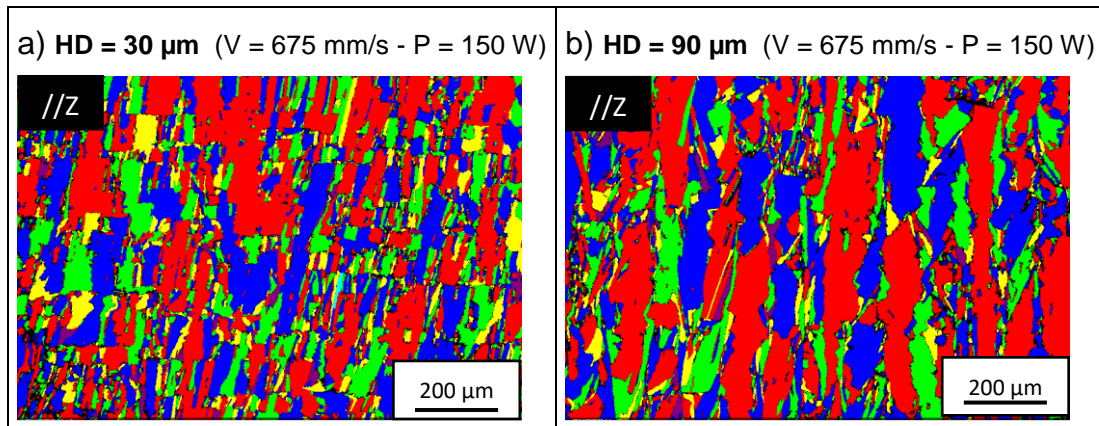 a) HD = 30 µm (V = 675 mm/s - P = 150 W)
//Z
200 µm
b) HD = 90 µm (V = 675 mm/s - P = 150 W)
//Z
200 µm